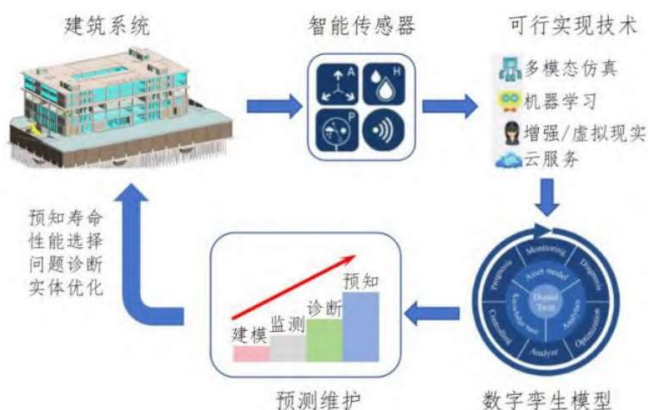 建筑系统
智能传感器
可行实现技术
A
H
P
多模态仿真
机器学习
增强/虚拟现实
云服务
预知寿命
性能选择
问题诊断
实体优化
建模
监测
诊断
预知
预测维护
Monitoring
Diagnosis
Optimization
Analyze
Controlling
Prognosis
Asset model
Analytics
Twin
数字孪生模型